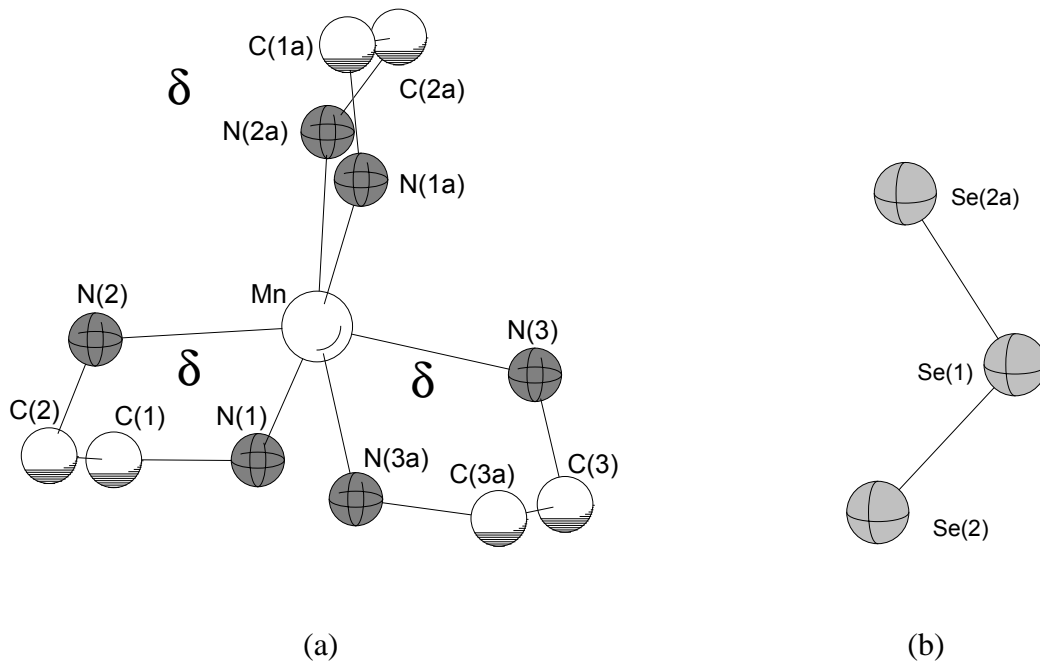 C(1a)
δ
C(2a)
N(2a)
N(1a)
Se(2a)
Mn
N(2)
N(3)
δ
δ
Se(1)
C(2)
C(1)
N(1)
N(3a)
C(3a)
C(3)
Se(2)
(a)
(b)